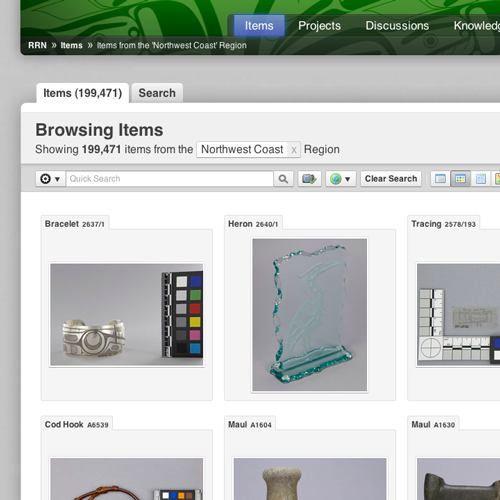 Items Projects Discussions
RRN » Items » Items from the 'Northwest Coast' Region
Items (199,471) Search
Browsing Items
Showing 199,471 items from the Northwest Coast x Region
Quick Search Clear Search
Bracelet 2637/1 Heron 2640/1 Tracing 2578/193
Cod Hook A6539 Maul A1604 Maul A1630